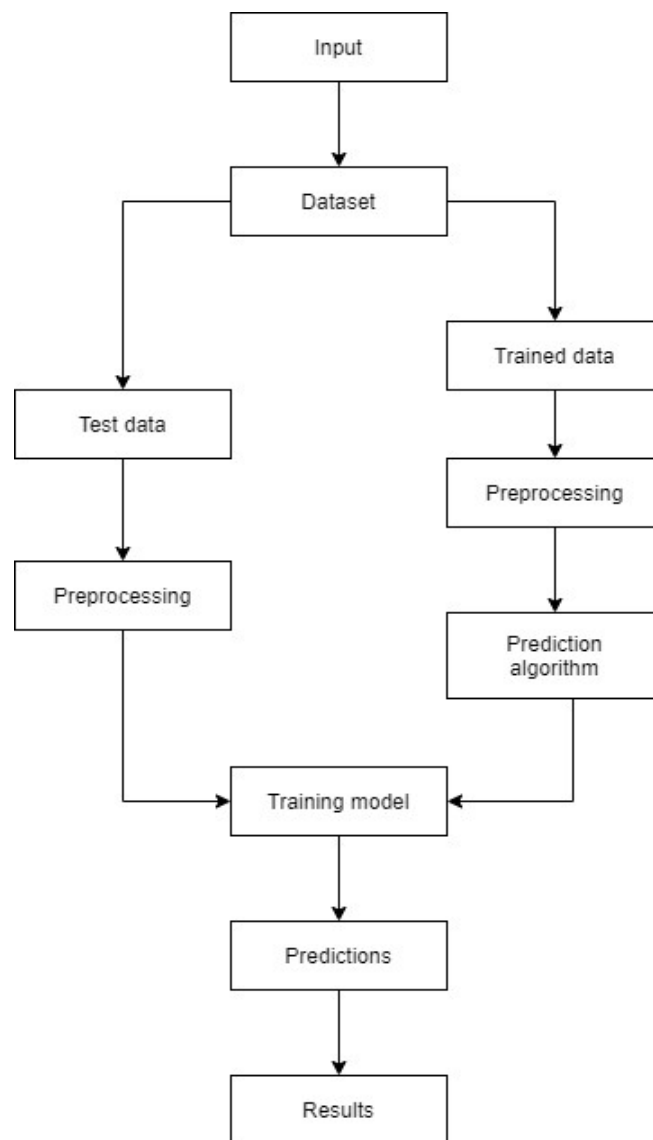 Input
Dataset
Trained data
Test data
Preprocessing
Preprocessing
Prediction
algorithm
Training model
Predictions
Results